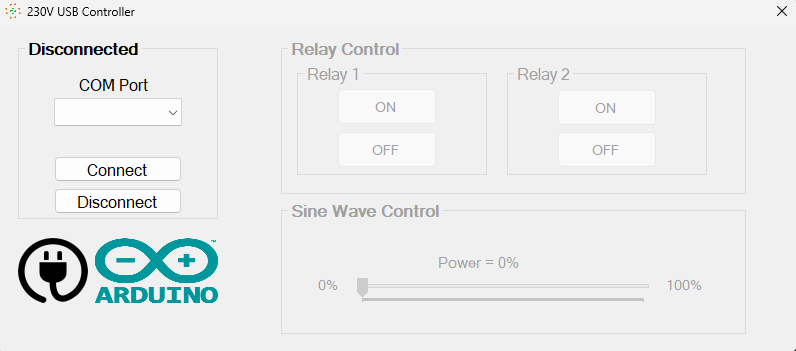 230V USB Controller
Disconnected
COM Port
Connect
Disconnect
ARDUINO
™
Relay Control
Relay 1
ON
OFF
Relay 2
ON
OFF
Sine Wave Control
Power = 0%
0%
100%